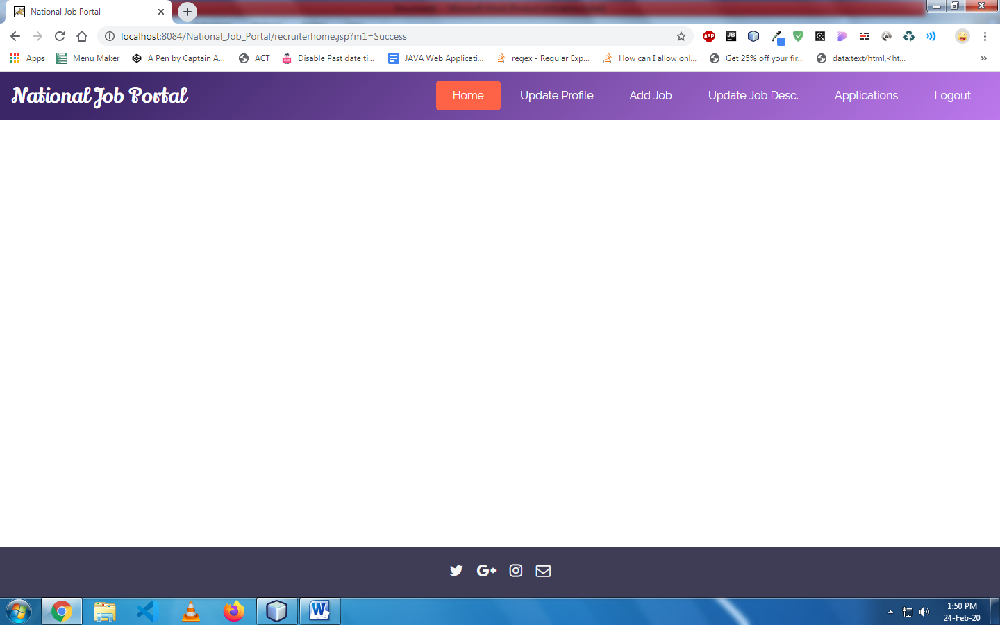 National Job Portal
localhost:8084/National_Job_Portal/recruiterhome.jsp?m1=Success
ABP
JB
Apps Menu Maker A Pen by Captain A... ACT Disable Past date ti... JAVA Web Applicati... regex - Regular Exp... How can I allow onl... Get 25% off your fir... data:text/html,<ht... »
National Job Portal Home Update Profile Add Job Update Job Desc. Applications Logout
G+
W
1:50 PM
24-Feb-20